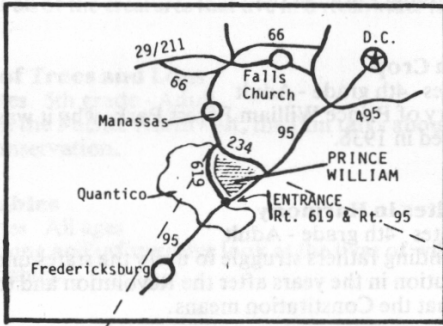 66
D.C.
29/211
66
Falls
Church
495
Manassas
95
234
619
PRINCE
WILLIAM
Quantico
ENTRANCE
Rt. 619 & Rt. 95
95
Fredericksburg